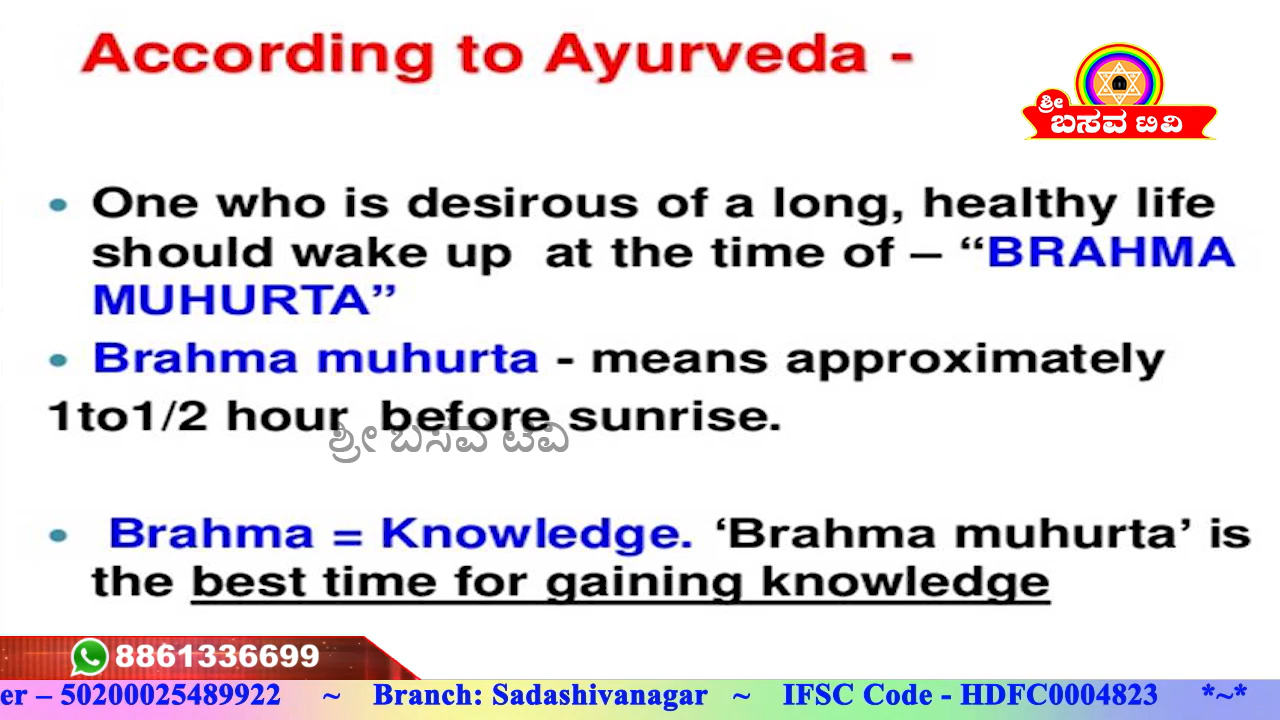 According to Ayurveda -
ಶ್ರೀ
ಬಸವ ಟಿವಿ
• One who is desirous of a long, healthy life
should wake up at the time of – “BRAHMA
MUHURTA”
• Brahma muhurta - means approximately
1to1/2 hour before sunrise.
ಶ್ರೀ ಬಸವ ಟಿವಿ
• Brahma = Knowledge. ‘Brahma muhurta’ is
the best time for gaining knowledge
8861336699
er – 50200025489922 ~ Branch: Sadashivanagar ~ IFSC Code - HDFC0004823 *~*